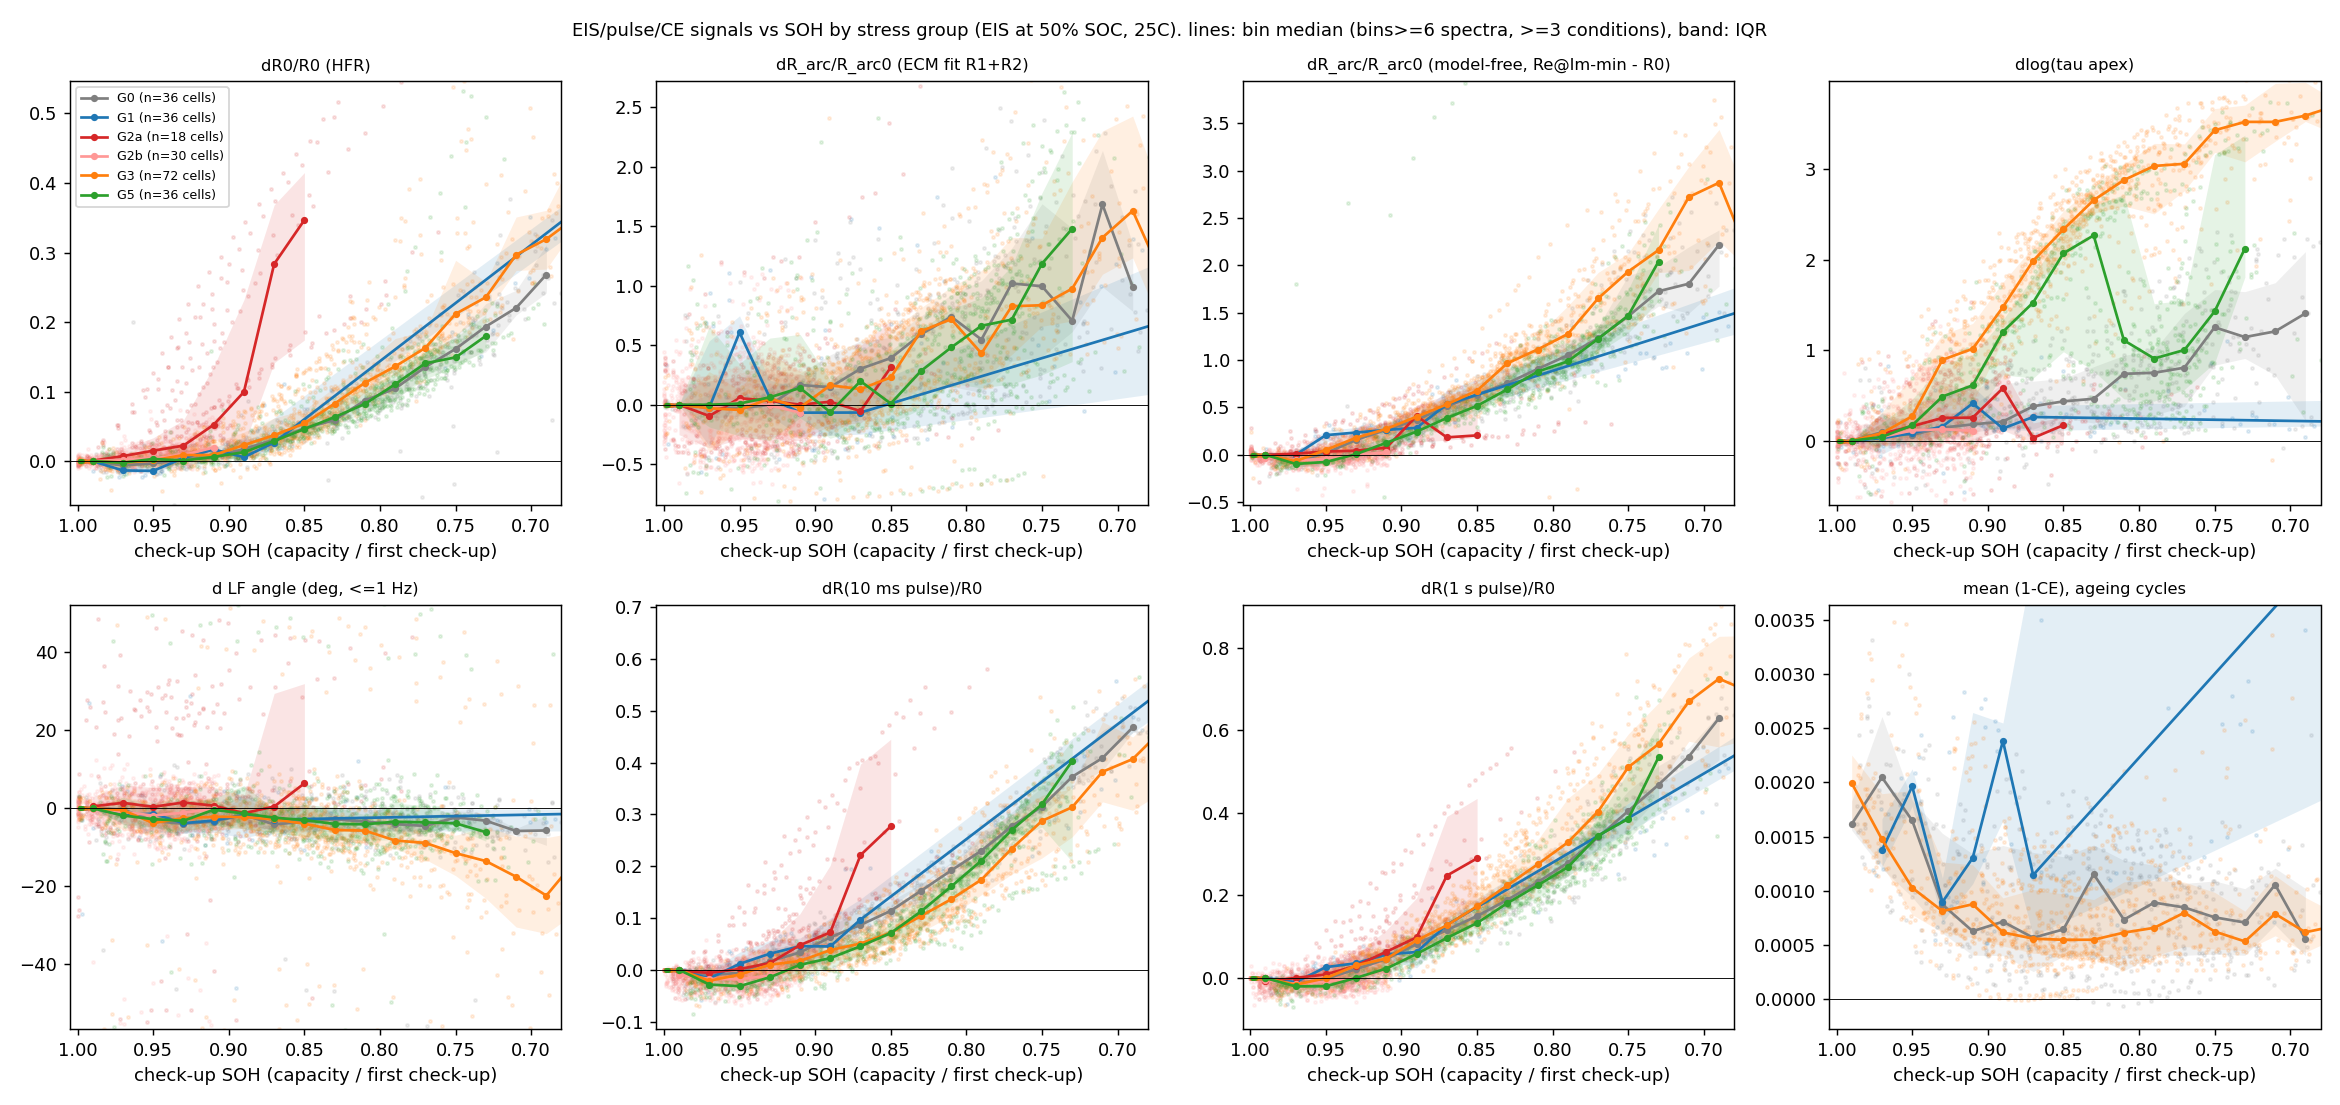 EIS/pulse/CE signals vs SOH by stress group (EIS at 50% SOC, 25C). lines: bin median (bins>=6 spectra, >=3 conditions), band: IQR
dR0/R0 (HFR)
0.5
0.4
0.3
0.2
0.1
0.0
G0 (n=36 cells)
G1 (n=36 cells)
G2a (n=18 cells)
G2b (n=30 cells)
G3 (n=72 cells)
G5 (n=36 cells)
1.00 0.95 0.90 0.85 0.80 0.75 0.70
check-up SOH (capacity / first check-up)
dR_arc/R_arc0 (ECM fit R1+R2)
2.5
2.0
1.5
1.0
0.5
0.0
−0.5
1.00 0.95 0.90 0.85 0.80 0.75 0.70
check-up SOH (capacity / first check-up)
dR_arc/R_arc0 (model-free, Re@Im-min - R0)
3.5
3.0
2.5
2.0
1.5
1.0
0.5
0.0
−0.5
1.00 0.95 0.90 0.85 0.80 0.75 0.70
check-up SOH (capacity / first check-up)
dlog(tau apex)
3
2
1
0
1.00 0.95 0.90 0.85 0.80 0.75 0.70
check-up SOH (capacity / first check-up)
d LF angle (deg, <=1 Hz)
40
20
0
−20
−40
1.00 0.95 0.90 0.85 0.80 0.75 0.70
check-up SOH (capacity / first check-up)
dR(10 ms pulse)/R0
0.7
0.6
0.5
0.4
0.3
0.2
0.1
0.0
−0.1
1.00 0.95 0.90 0.85 0.80 0.75 0.70
check-up SOH (capacity / first check-up)
dR(1 s pulse)/R0
0.8
0.6
0.4
0.2
0.0
1.00 0.95 0.90 0.85 0.80 0.75 0.70
check-up SOH (capacity / first check-up)
mean (1-CE), ageing cycles
0.0035
0.0030
0.0025
0.0020
0.0015
0.0010
0.0005
0.0000
1.00 0.95 0.90 0.85 0.80 0.75 0.70
check-up SOH (capacity / first check-up)